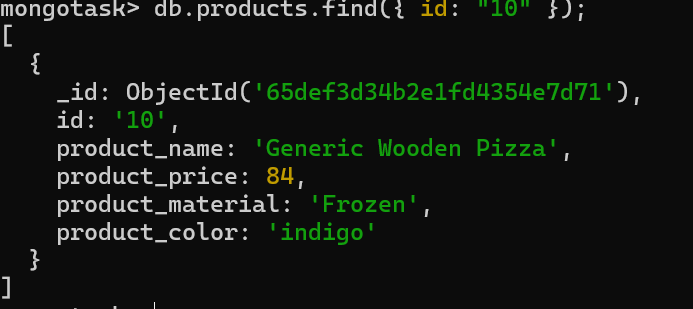 mongotask> db.products.find({ id: "10" });
[
  {
    _id: ObjectId('65def3d34b2e1fd4354e7d71'),
    id: '10',
    product_name: 'Generic Wooden Pizza',
    product_price: 84,
    product_material: 'Frozen',
    product_color: 'indigo'
  }
]